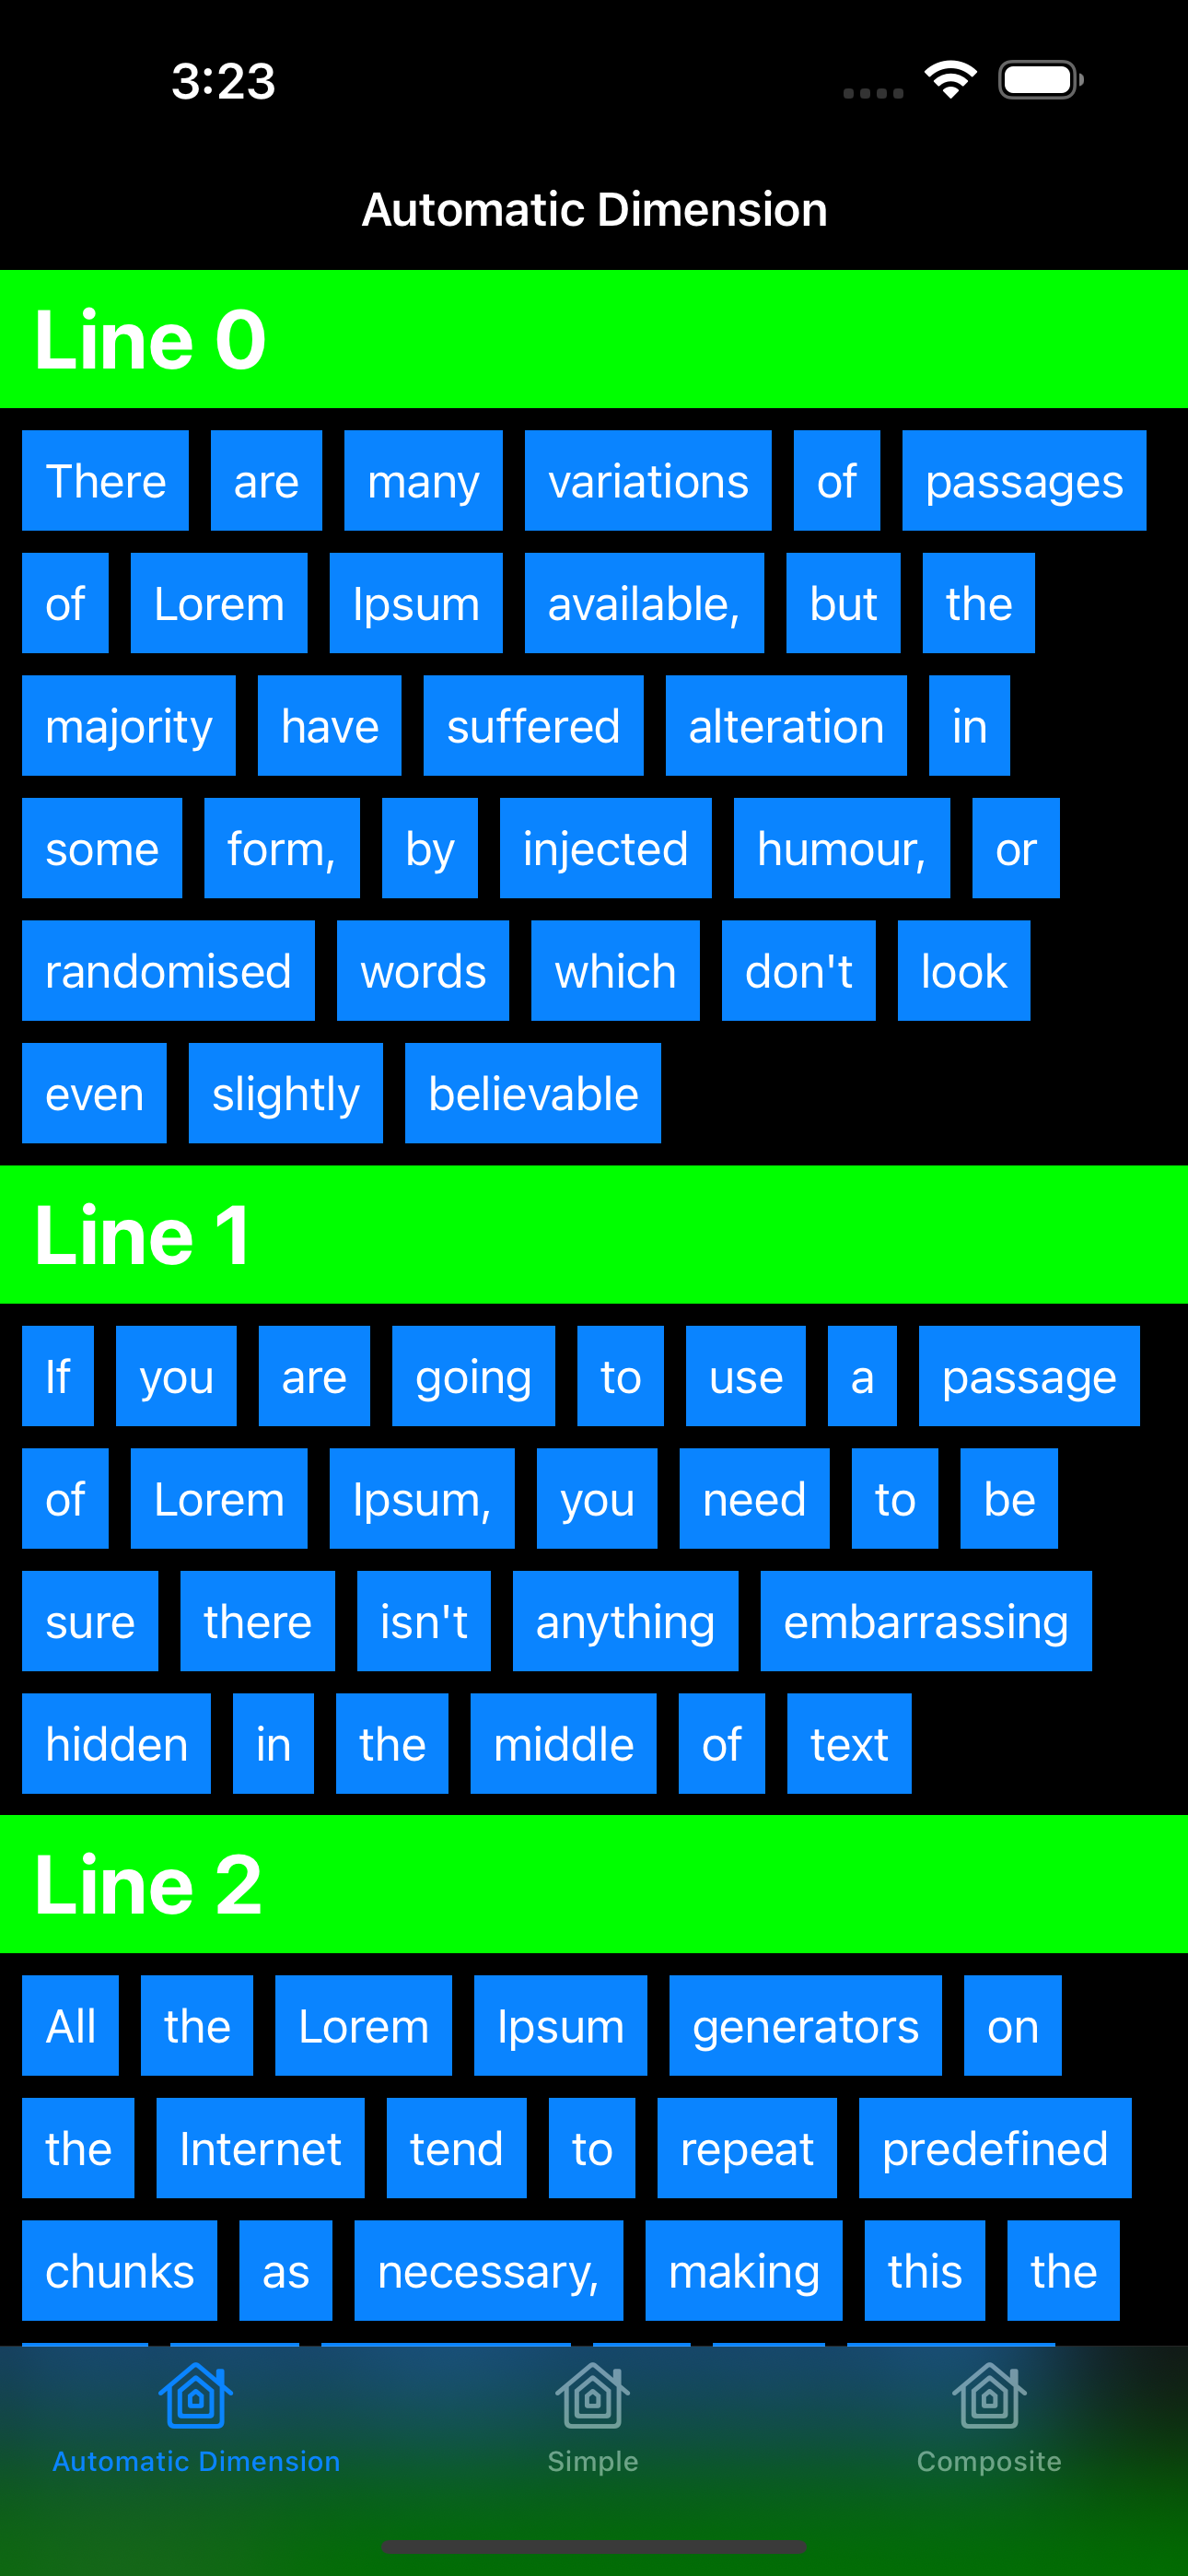 3:23
Automatic Dimension
Line 0
There are many variations of passages
of Lorem Ipsum available, but the
majority have suffered alteration in
some form, by injected humour, or
randomised words which don't look
even slightly believable
Line 1
If you are going to use a passage
of Lorem Ipsum, you need to be
sure there isn't anything embarrassing
hidden in the middle of text
Line 2
All the Lorem Ipsum generators on
the Internet tend to repeat predefined
chunks as necessary, making this the
Automatic Dimension Simple Composite